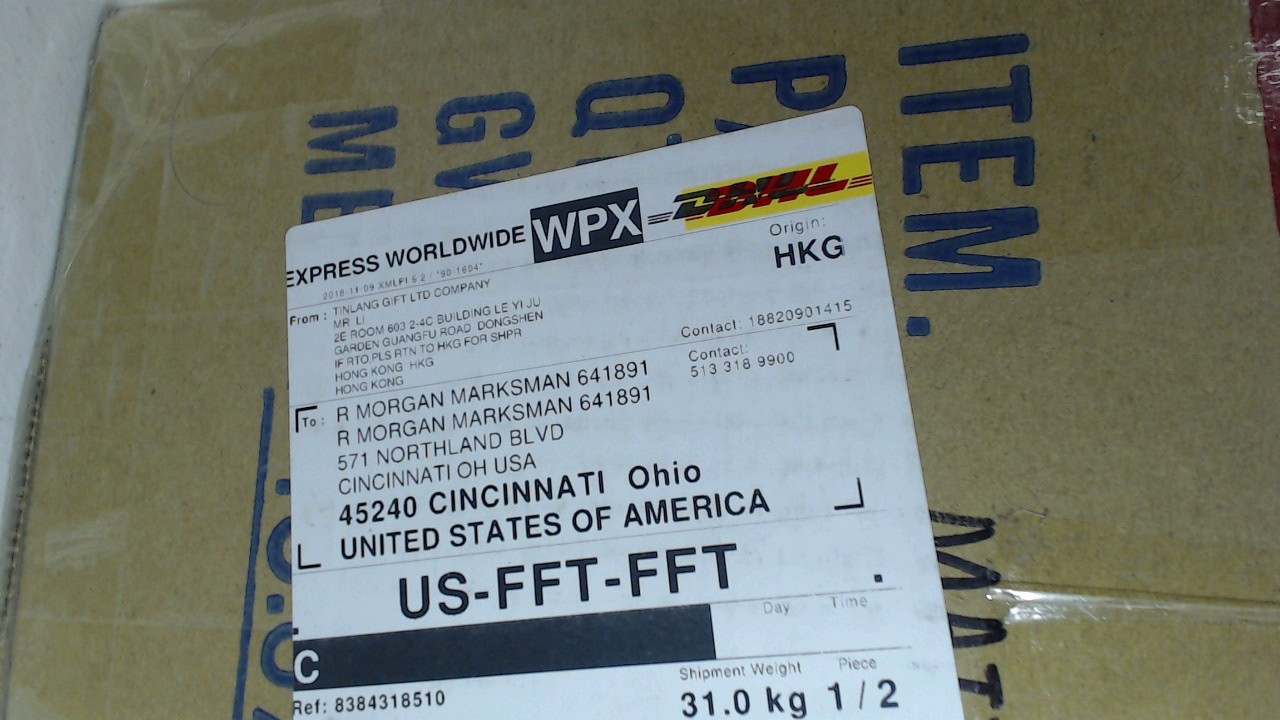 ITEM.
EXPRESS WORLDWIDE WPX DHL
2018-11-09 XMLPI 6.2 / *90-1604*
Origin:
HKG
From : TINLANG GIFT LTD COMPANY
MR LI
2E ROOM 603 2-4C BUILDING LE YI JU
GARDEN GUANGFU ROAD DONGSHEN
IF RTO,PLS RTN TO HKG FOR SHPR
HONG KONG HKG
HONG KONG
Contact: 18820901415
To : R MORGAN MARKSMAN 641891
R MORGAN MARKSMAN 641891
571 NORTHLAND BLVD
CINCINNATI OH USA
45240 CINCINNATI Ohio
UNITED STATES OF AMERICA
Contact:
513 318 9900
US-FFT-FFT
Day Time
C
Ref: 8384318510
Shipment Weight Piece
31.0 kg 1 / 2